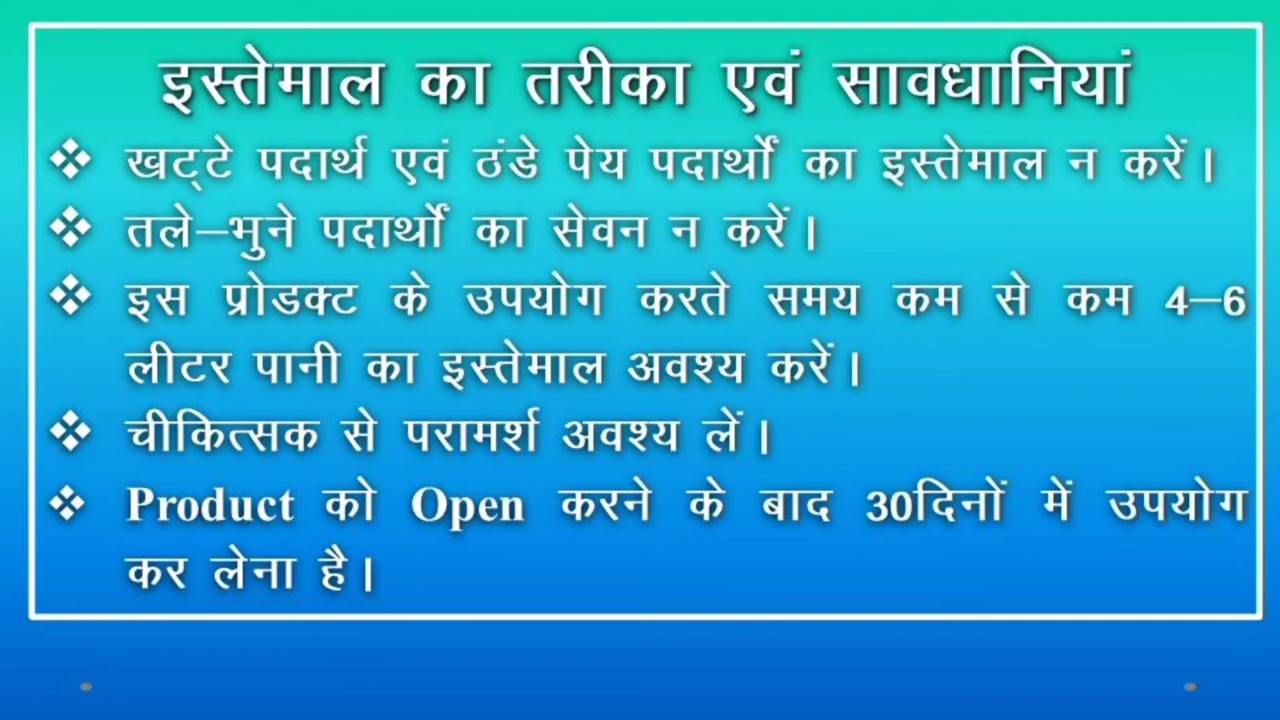 इस्तेमाल का तरीका एवं सावधानियां
❖ खट्टे पदार्थ एवं ठंडे पेय पदार्थों का इस्तेमाल न करें।
❖ तले–भुने पदार्थों का सेवन न करें।
❖ इस प्रोडक्ट के उपयोग करते समय कम से कम 4–6
लीटर पानी का इस्तेमाल अवश्य करें।
❖ चीकित्सक से परामर्श अवश्य लें।
❖ Product को Open करने के बाद 30दिनों में उपयोग
कर लेना है।